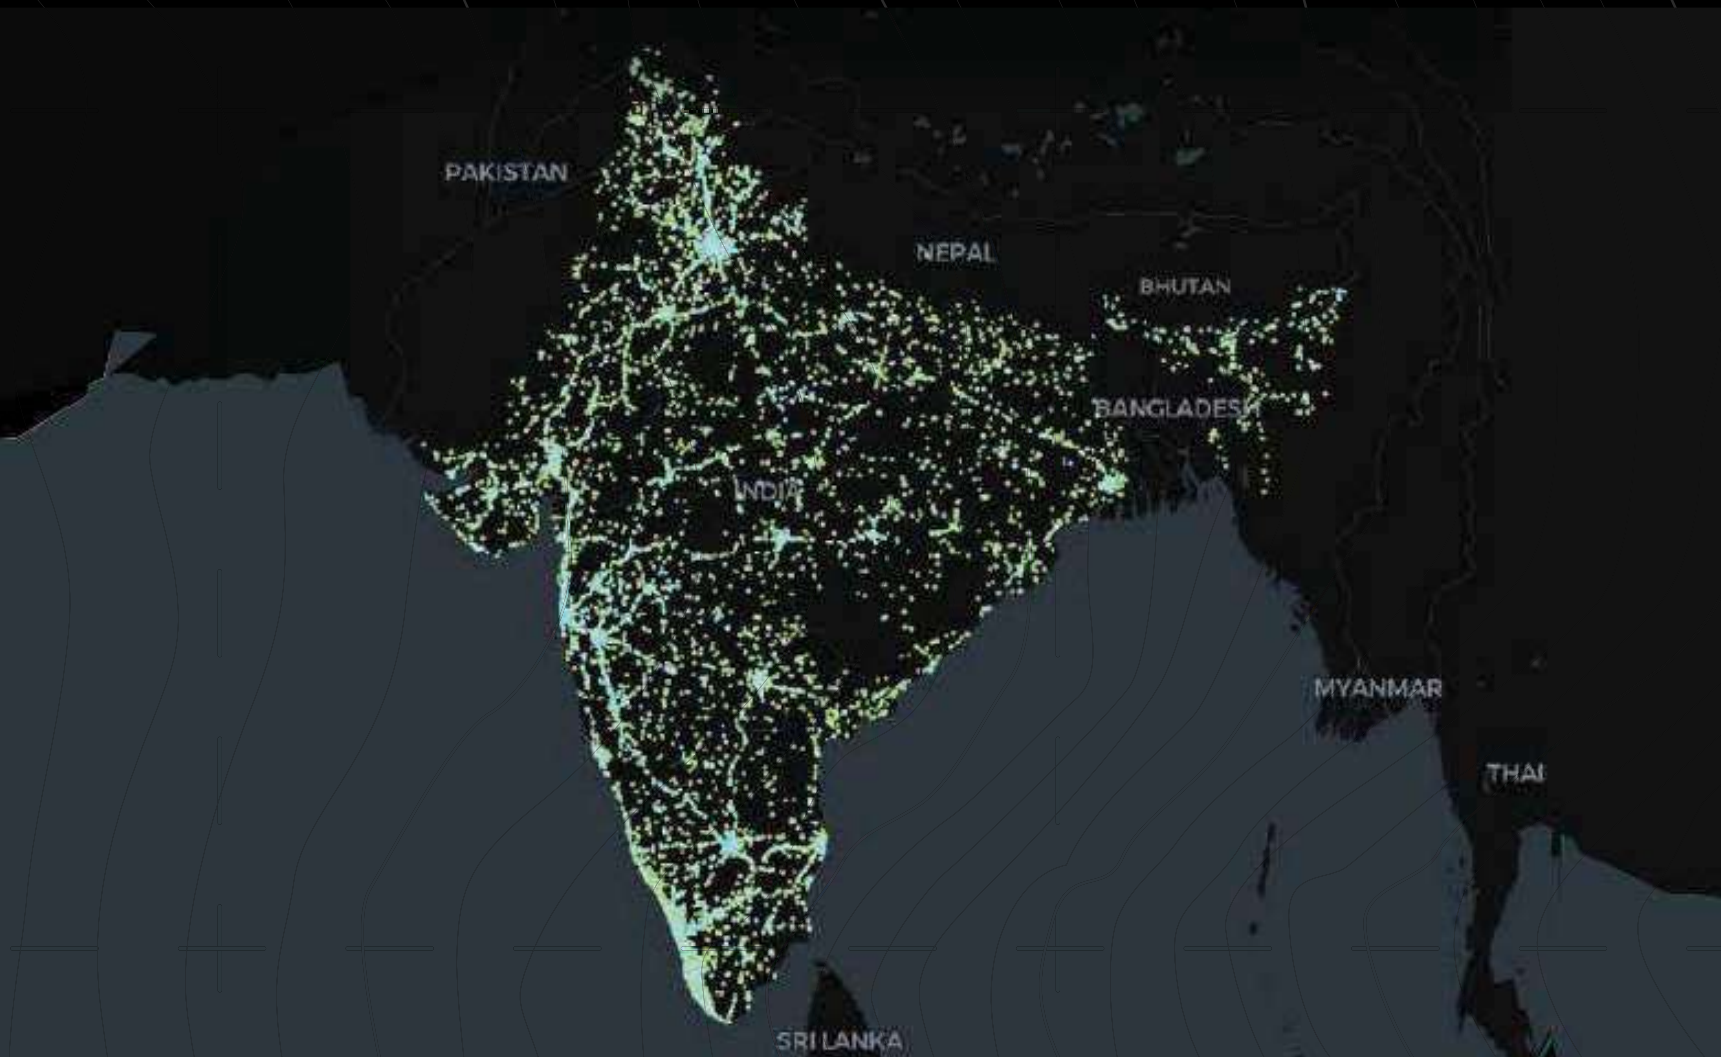 PAKISTAN
NEPAL
BHUTAN
BANGLADESH
INDIA
MYANMAR
THAI
SRI LANKA